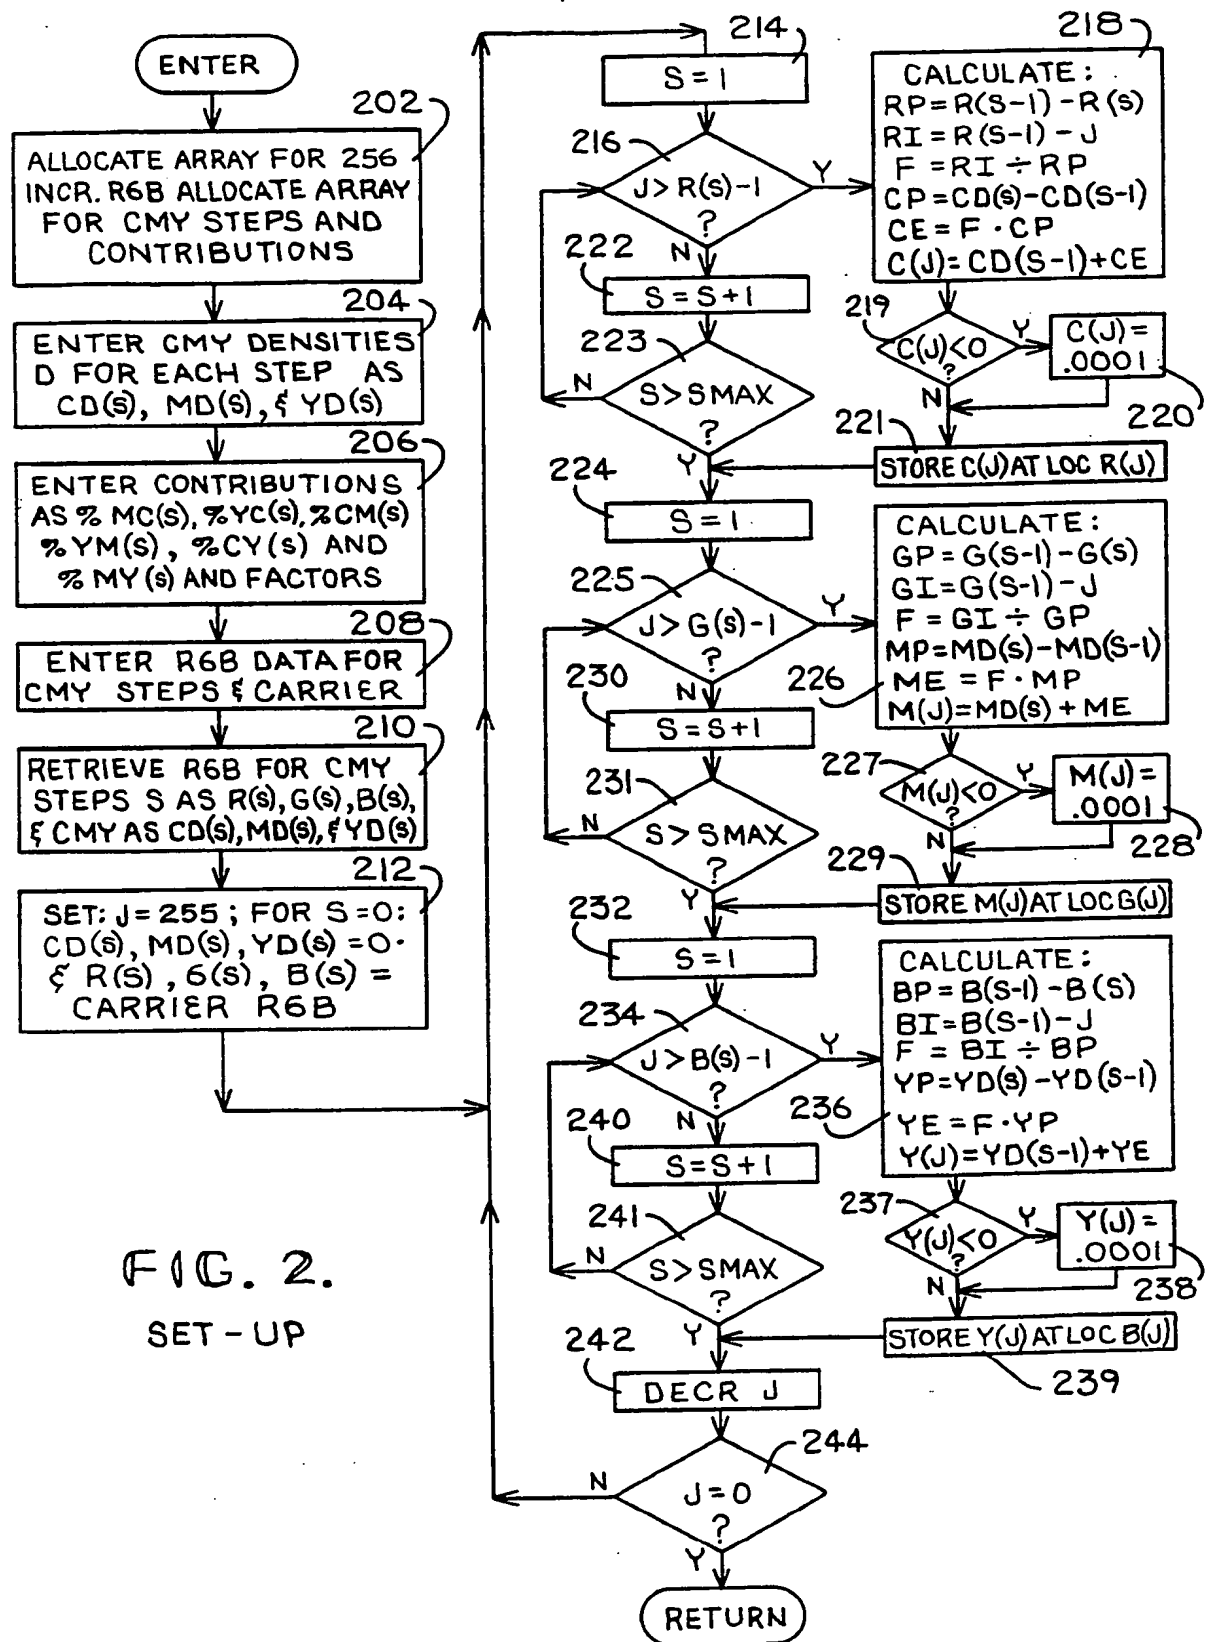 ENTER
202
ALLOCATE ARRAY FOR 256
INCR. RGB ALLOCATE ARRAY
FOR CMY STEPS AND
CONTRIBUTIONS
204
ENTER CMY DENSITIES
D FOR EACH STEP AS
CD(S), MD(S), & YD(S)
206
ENTER CONTRIBUTIONS
AS % MC(S), %YC(S), %CM(S)
%YM(S), %CY(S) AND
%MY(S) AND FACTORS
208
ENTER RGB DATA FOR
CMY STEPS & CARRIER
210
RETRIEVE RGB FOR CMY
STEPS S AS R(S), G(S), B(S),
& CMY AS CD(S), MD(S), & YD(S)
212
SET: J=255; FOR S=0:
CD(S), MD(S), YD(S)=0.
& R(S), G(S), B(S) =
CARRIER RGB
FIG. 2.
SET-UP
214
S=1
216
J>R(S)-1
?
Y
N
222
S=S+1
223
S>SMAX
?
N
Y
218
CALCULATE:
RP=R(S-1)-R(S)
RI=R(S-1)-J
F=RI÷RP
CP=CD(S)-CD(S-1)
CE=F·CP
C(J)=CD(S-1)+CE
219
C(J)<0
?
Y
N
C(J)=
.0001
220
221
STORE C(J) AT LOC R(J)
224
S=1
225
J>G(S)-1
?
Y
N
230
S=S+1
231
S>SMAX
?
N
Y
CALCULATE:
GP=G(S-1)-G(S)
GI=G(S-1)-J
F=GI÷GP
MP=MD(S)-MD(S-1)
226
ME=F·MP
M(J)=MD(S)+ME
227
M(J)<0
?
Y
N
M(J)=
.0001
228
229
STORE M(J) AT LOC G(J)
232
S=1
234
J>B(S)-1
?
Y
N
240
S=S+1
241
S>SMAX
?
N
Y
CALCULATE:
BP=B(S-1)-B(S)
BI=B(S-1)-J
F=BI÷BP
YP=YD(S)-YD(S-1)
236
YE=F·YP
Y(J)=YD(S-1)+YE
237
Y(J)<0
?
Y
N
Y(J)=
.0001
238
STORE Y(J) AT LOC B(J)
239
242
DECR J
244
J=0
?
N
Y
RETURN